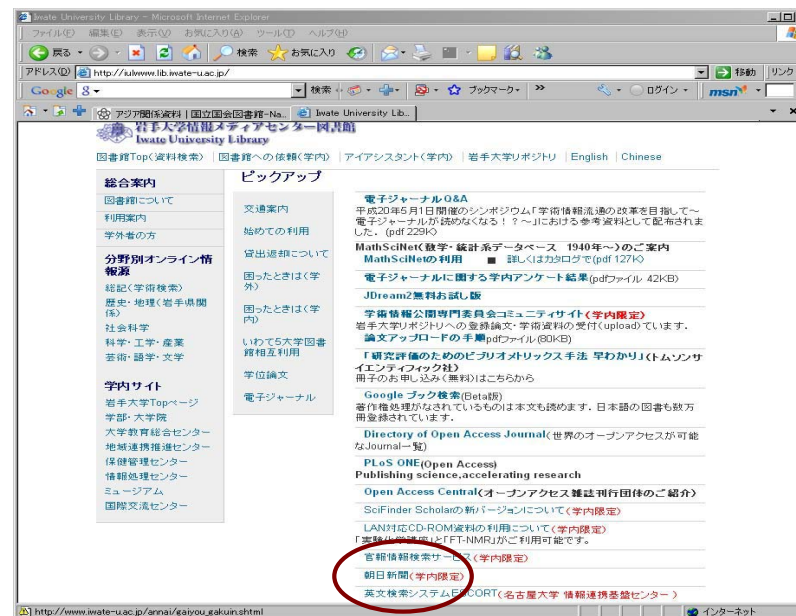 Iwate University Library - Microsoft Internet Explorer
ファイル(F) 編集(E) 表示(V) お気に入り(A) ツール(T) ヘルプ(H)
戻る 検索 お気に入り
アドレス(D) http://iulwww.lib.iwate-u.ac.jp/ 移動 リンク
Google 検索 ブックマーク ログイン msn
アジア関係資料|国立国会図書館-Na.. Iwate University Lib..
岩手大学情報メディアセンター図書館
Iwate University Library
図書館Top(資料検索) | 図書館への依頼(学内) | アイアシスタント(学内) | 岩手大学リポジトリ | English | Chinese
総合案内
図書館について
利用案内
学外者の方
分野別オンライン情報源
総記(学術検索)
歴史・地理(岩手県関係)
社会科学
科学・工学・産業
芸術・語学・文学
学内サイト
岩手大学Topページ
学部・大学院
大学教育総合センター
地域連携推進センター
保健管理センター
情報処理センター
ミュージアム
国際交流センター
ピックアップ
交通案内
始めての利用
貸出返却について
困ったときは(学外)
困ったときは(学内)
いわて5大学図書館相互利用
学位論文
電子ジャーナル
電子ジャーナルQ&A
平成20年5月1日開催のシンポジウム「学術情報流通の改革を目指して~
電子ジャーナルが読めなくなる!?~」における参考資料として配布されま
した。(pdf 229K)
MathSciNet(数学・統計系データベース 1940年~)のご案内
MathSciNetの利用 ■ 詳しくはカタログで(pdf 127K)
電子ジャーナルに関する学内アンケート結果(pdfファイル 42KB)
JDream2無料お試し版
学術情報公開専門委員会コミュニティサイト(学内限定)
岩手大学リポジトリへの登録論文・学術資料の受付(upload)ています.
論文アップロードの手順pdfファイル(80KB)
「研究評価のためのビブリオメトリックス手法 早わかり」(トムソンサ
イエンティフィック社)
冊子のお申し込み(無料)はこちらから
Google ブック検索(Beta版)
著作権処理がなされているものは本文も読めます。日本語の図書も数万
冊登録されています.
Directory of Open Access Journal(世界のオープンアクセスが可能
なJournal一覧)
PLoS ONE(Open Access)
Publishing science,accelerating research
Open Access Central(オープンアクセス雑誌刊行団体のご紹介)
SciFinder Scholarの新バージョンについて(学内限定)
LAN対応CD-ROM資料の利用について(学内限定)
「実験化学講座」と「FT-NMR」がご利用可能です。
官報情報検索サービス(学内限定)
朝日新聞(学内限定)
英文検索システムESCORT(名古屋大学 情報連携基盤センター)
http://www.iwate-u.ac.jp/annai/gaiyou_gakuin.shtml インターネット